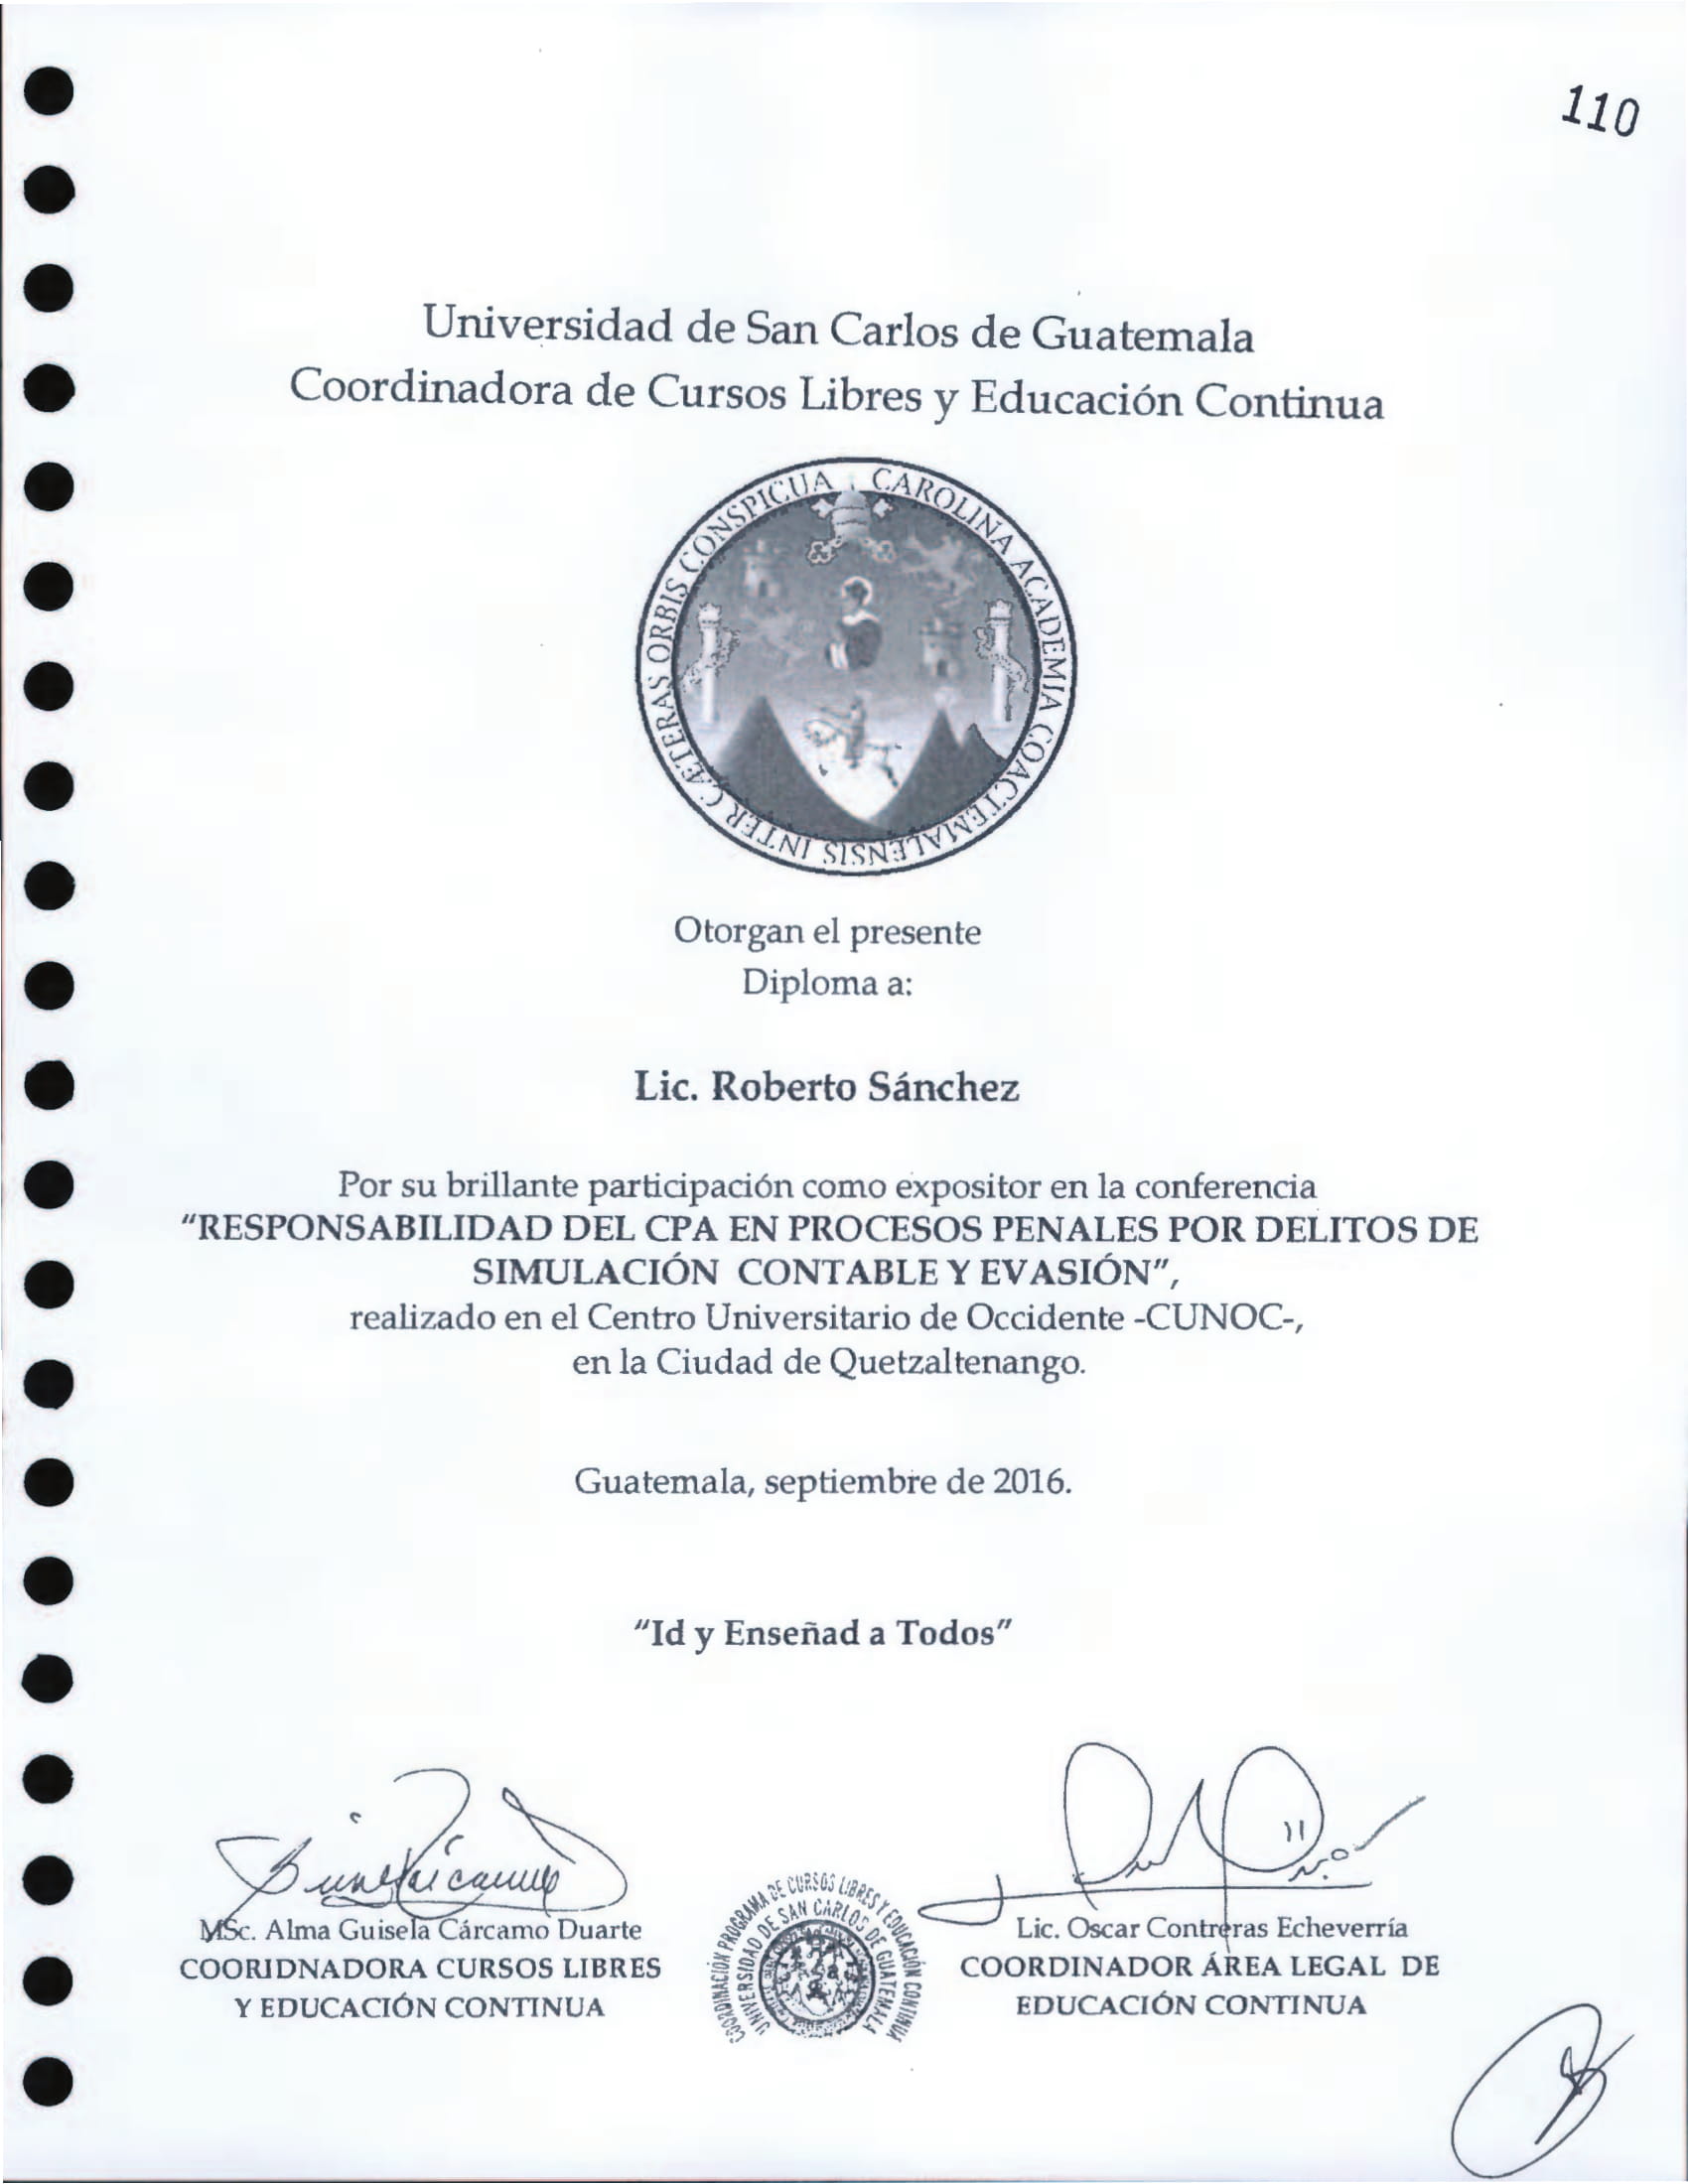 110
Universidad de San Carlos de Guatemala
Coordinadora de Cursos Libres y Educación Continua
CAROLINA ACADEMIA COACTEMALENSIS INTER CÆTERAS ORBIS CONSPICUA
Otorgan el presente
Diploma a:
Lic. Roberto Sánchez
Por su brillante participación como expositor en la conferencia
"RESPONSABILIDAD DEL CPA EN PROCESOS PENALES POR DELITOS DE
SIMULACIÓN CONTABLE Y EVASIÓN",
realizado en el Centro Universitario de Occidente -CUNOC-,
en la Ciudad de Quetzaltenango.
Guatemala, septiembre de 2016.
"Id y Enseñad a Todos"
MSc. Alma Guisela Cárcamo Duarte
COORIDNADORA CURSOS LIBRES
Y EDUCACIÓN CONTINUA
COORDINACIÓN PROGRAMA DE CURSOS LIBRES Y EDUCACIÓN CONTINUA
UNIVERSIDAD DE SAN CARLOS DE GUATEMALA
Lic. Oscar Contreras Echeverría
COORDINADOR ÁREA LEGAL DE
EDUCACIÓN CONTINUA